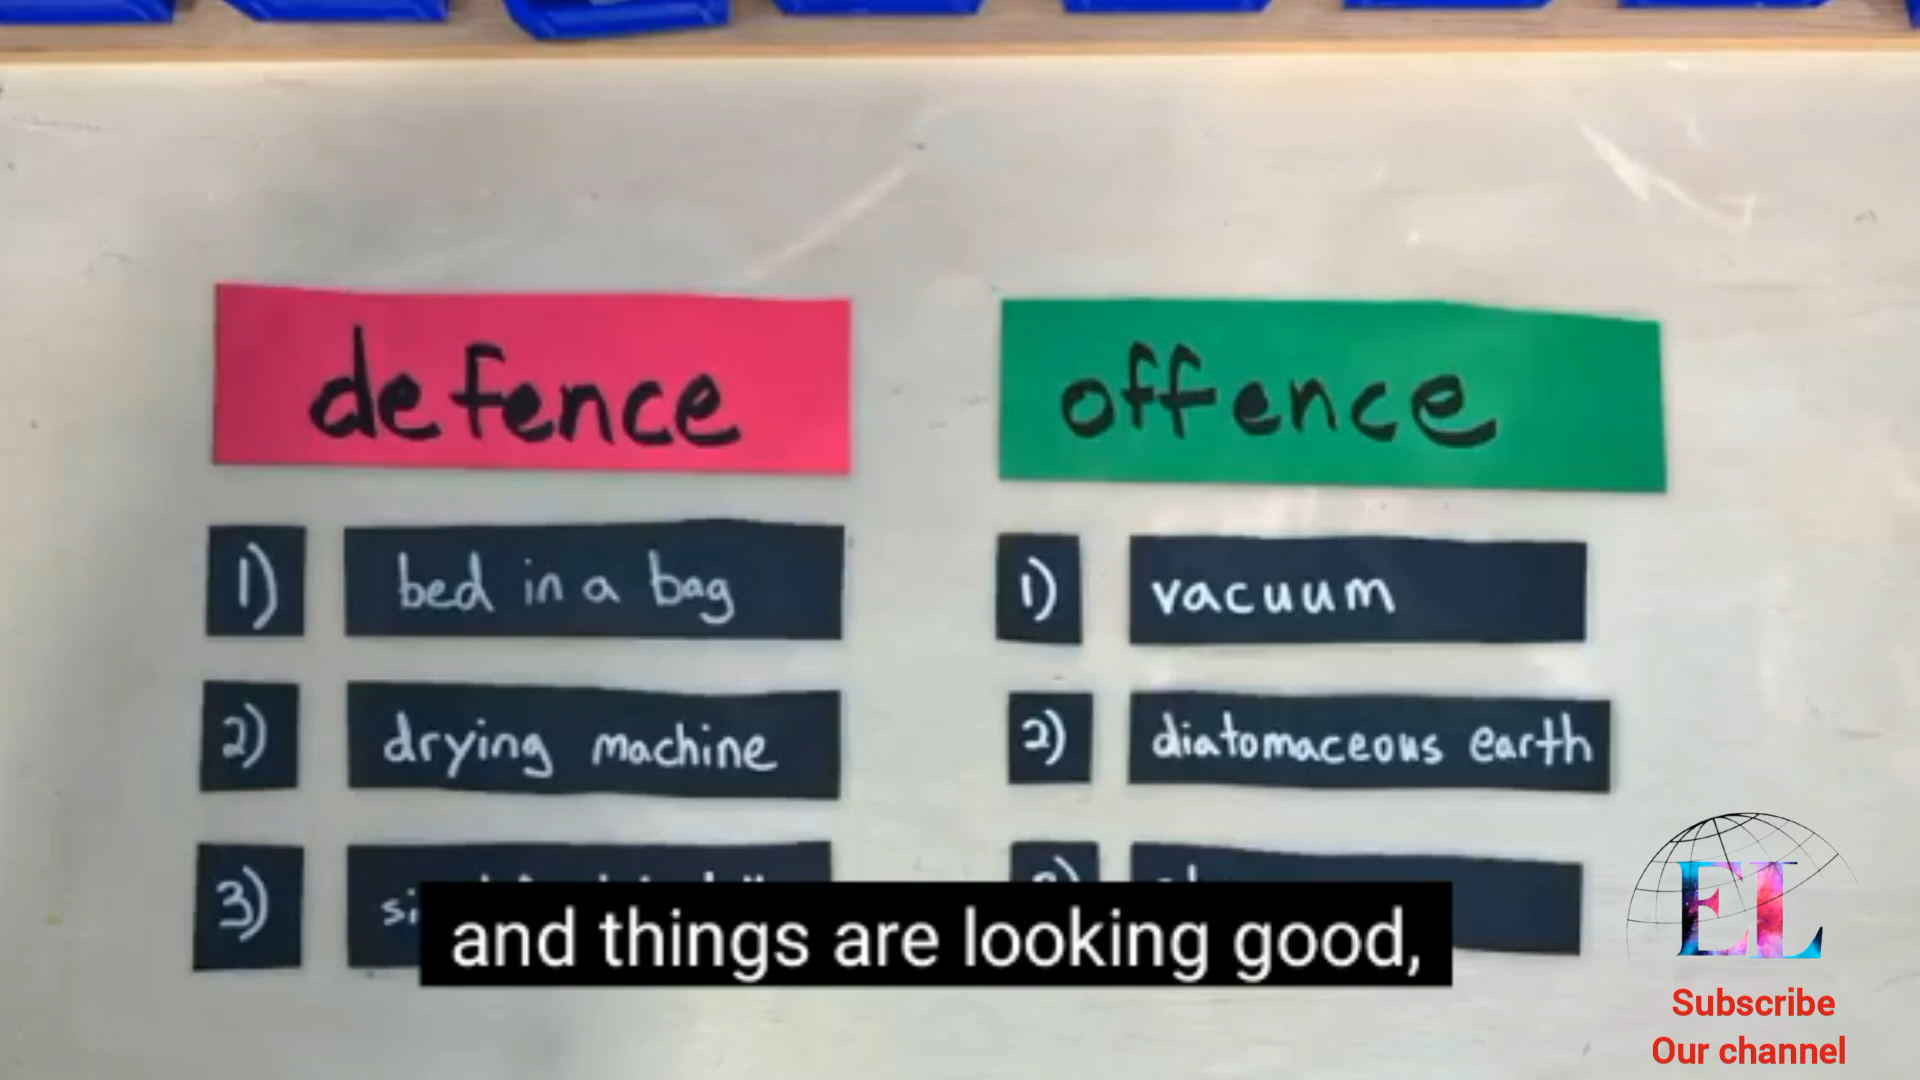 defence
1) bed in a bag
2) drying machine
3)
offence
1) vacuum
2) diatomaceous earth
and things are looking good,
EL
Subscribe
Our channel